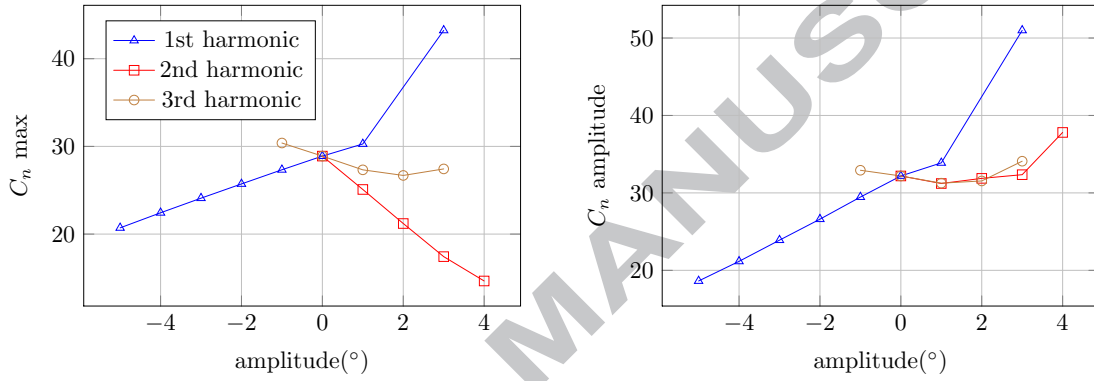 1st harmonic
2nd harmonic
3rd harmonic
40
30
20
−4 −2 0 2 4
amplitude(°)
C_n max
50
40
30
20
−4 −2 0 2 4
amplitude(°)
C_n amplitude
MANUS